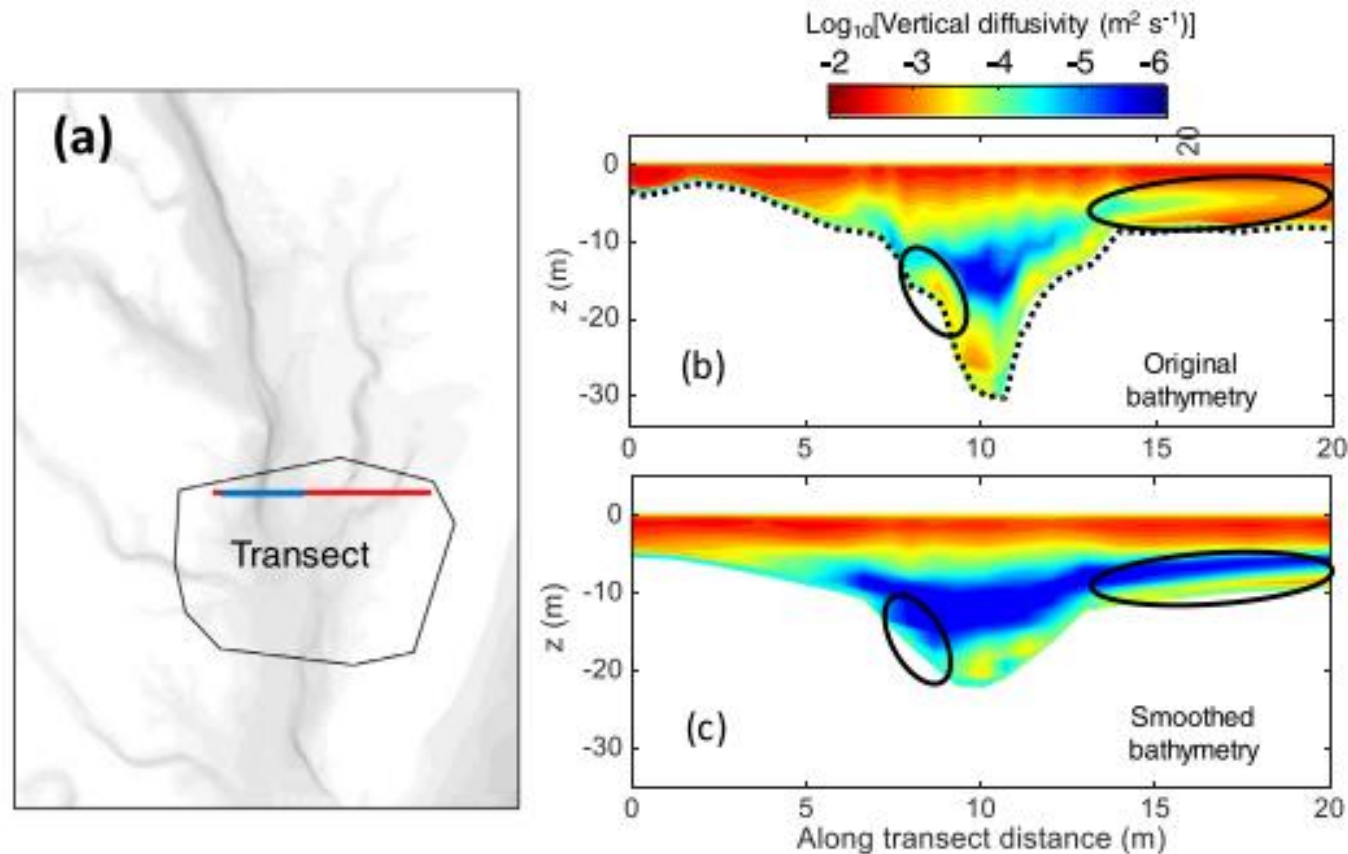 (a)
Transect
Log₁₀[Vertical diffusivity (m² s⁻¹)]
-2 -3 -4 -5 -6
20
0
-10
-20
-30
z (m)
(b)
Original
bathymetry
0 5 10 15 20
0
-10
-20
-30
z (m)
(c)
Smoothed
bathymetry
0 5 10 15 20
Along transect distance (m)